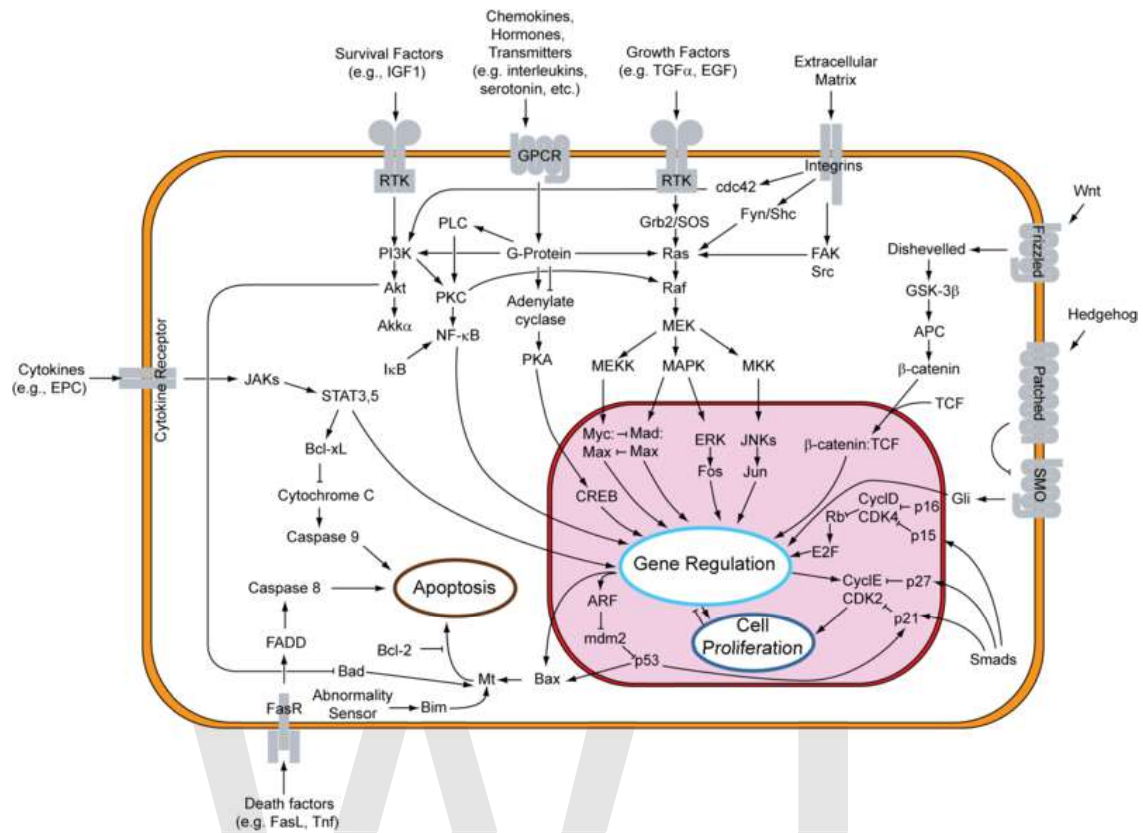 Chemokines,
Hormones,
Transmitters
(e.g. interleukins,
serotonin, etc.)
Survival Factors
(e.g., IGF1)
Growth Factors
(e.g. TGFα, EGF)
Extracellular
Matrix
RTK
GPCR
RTK
Integrins
cdc42
Wnt
Frizzled
PLC
Grb2/SOS
Fyn/Shc
Dishevelled
PI3K
G-Protein
Ras
FAK
Src
Akt
PKC
Adenylate
cyclase
Raf
GSK-3β
Hedgehog
Akkα
NF-κB
MEK
APC
Patched
IκB
PKA
MEKK
MAPK
MKK
β-catenin
Cytokines
(e.g., EPC)
Cytokine Receptor
JAKs
STAT3,5
TCF
Bcl-xL
Myc:
Max
Mad:
Max
ERK
JNKs
β-catenin:TCF
Fos
Jun
SMO
Cytochrome C
CREB
Gli
CyclD
CDK4
p16
Rb
p15
Caspase 9
E2F
Gene Regulation
Caspase 8
Apoptosis
ARF
CyclE
CDK2
p27
p21
FADD
mdm2
Cell
Proliferation
Bcl-2
p53
Smads
Bad
Mt
Bax
FasR
Abnormality
Sensor
Bim
Death factors
(e.g. FasL, Tnf)